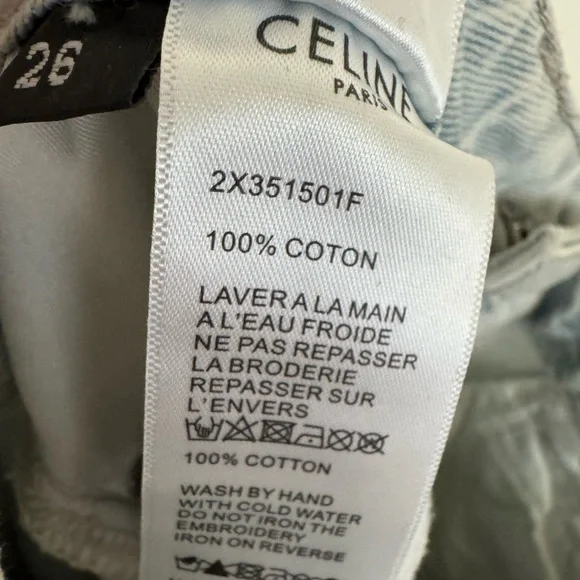 26
CELINE
PARIS
2X351501F
100% COTON
LAVER A LA MAIN
A L'EAU FROIDE
NE PAS REPASSER
LA BRODERIE
REPASSER SUR
L'ENVERS
100% COTTON
WASH BY HAND
WITH COLD WATER
DO NOT IRON THE
EMBROIDERY
IRON ON REVERSE